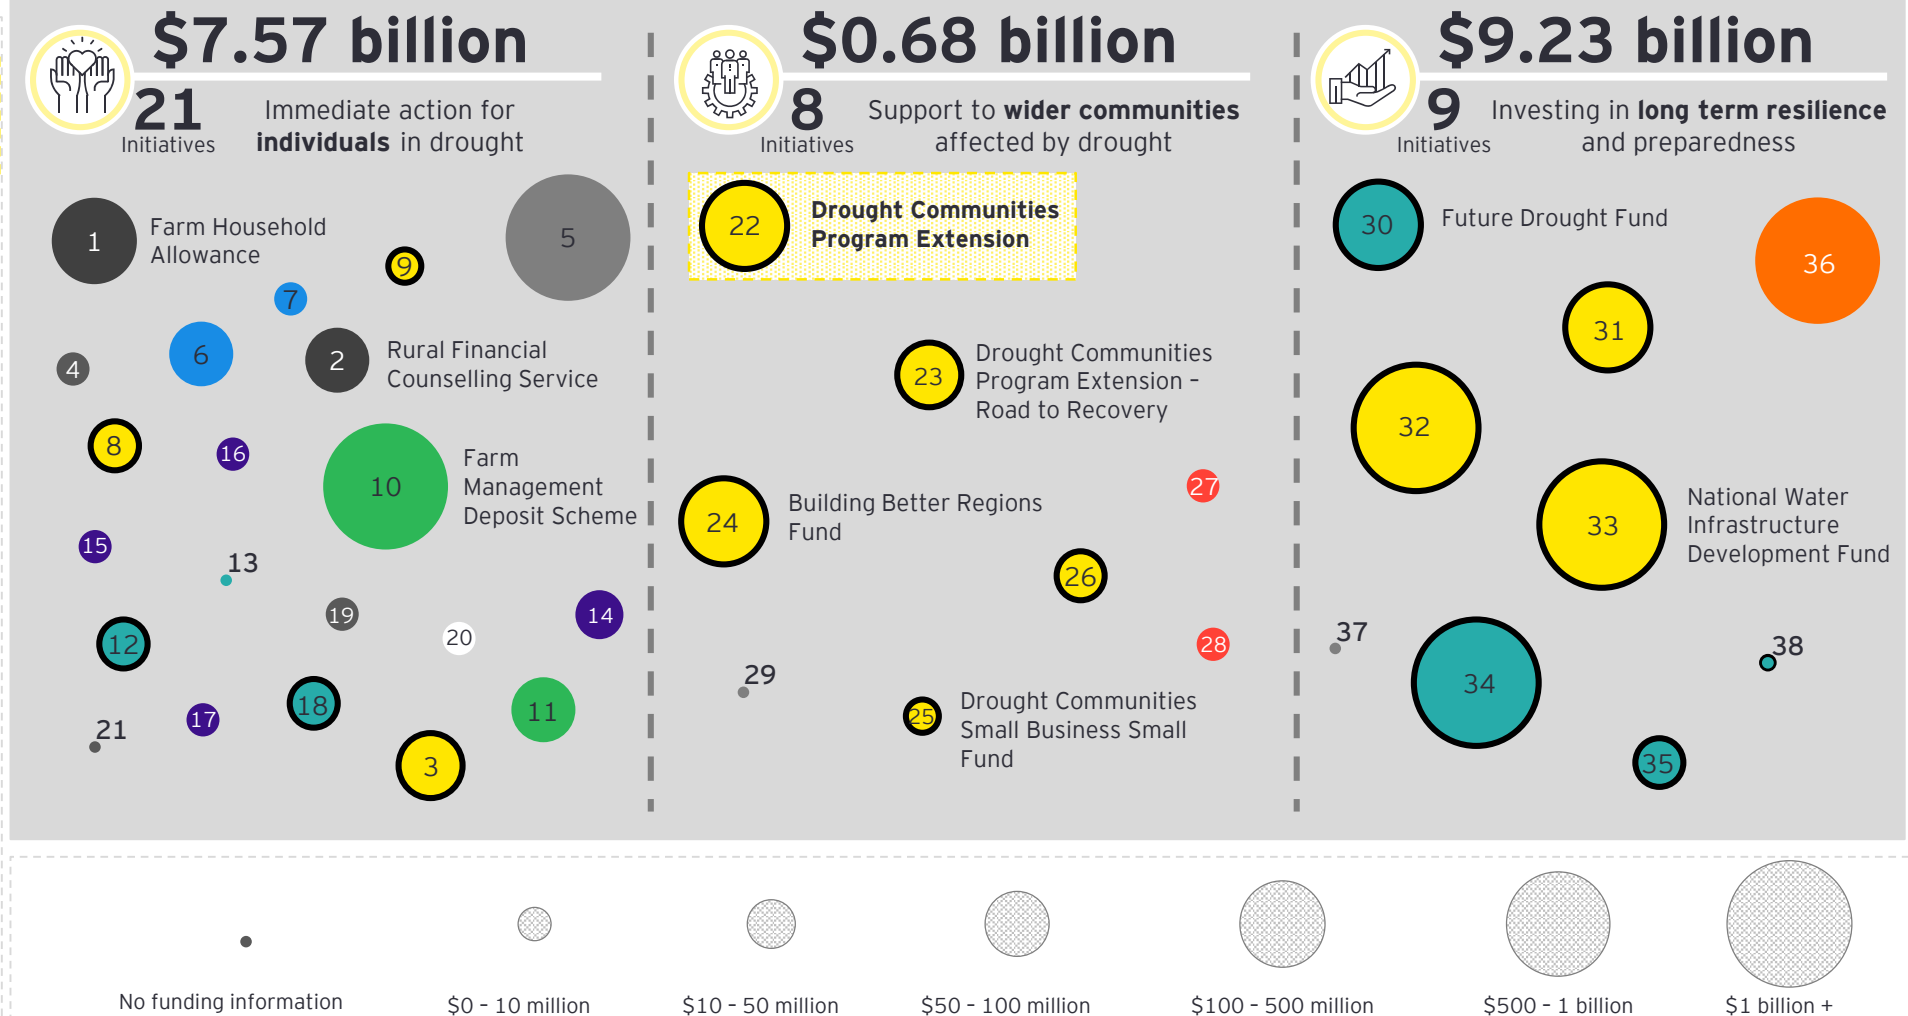 $7.57 billion
21
Initiatives
Immediate action for
individuals in drought
1
Farm Household
Allowance
5
9
7
6
2
Rural Financial
Counselling Service
4
8
16
10
Farm
Management
Deposit Scheme
15
13
19
14
20
12
18
17
11
21
3
$0.68 billion
8
Initiatives
Support to wider communities
affected by drought
22
Drought Communities
Program Extension
23
Drought Communities
Program Extension –
Road to Recovery
27
24
Building Better Regions
Fund
26
28
29
25
Drought Communities
Small Business Small
Fund
$9.23 billion
9
Initiatives
Investing in long term resilience
and preparedness
30
Future Drought Fund
36
31
32
33
National Water
Infrastructure
Development Fund
37
38
34
35
No funding information
$0 – 10 million
$10 – 50 million
$50 – 100 million
$100 – 500 million
$500 – 1 billion
$1 billion +